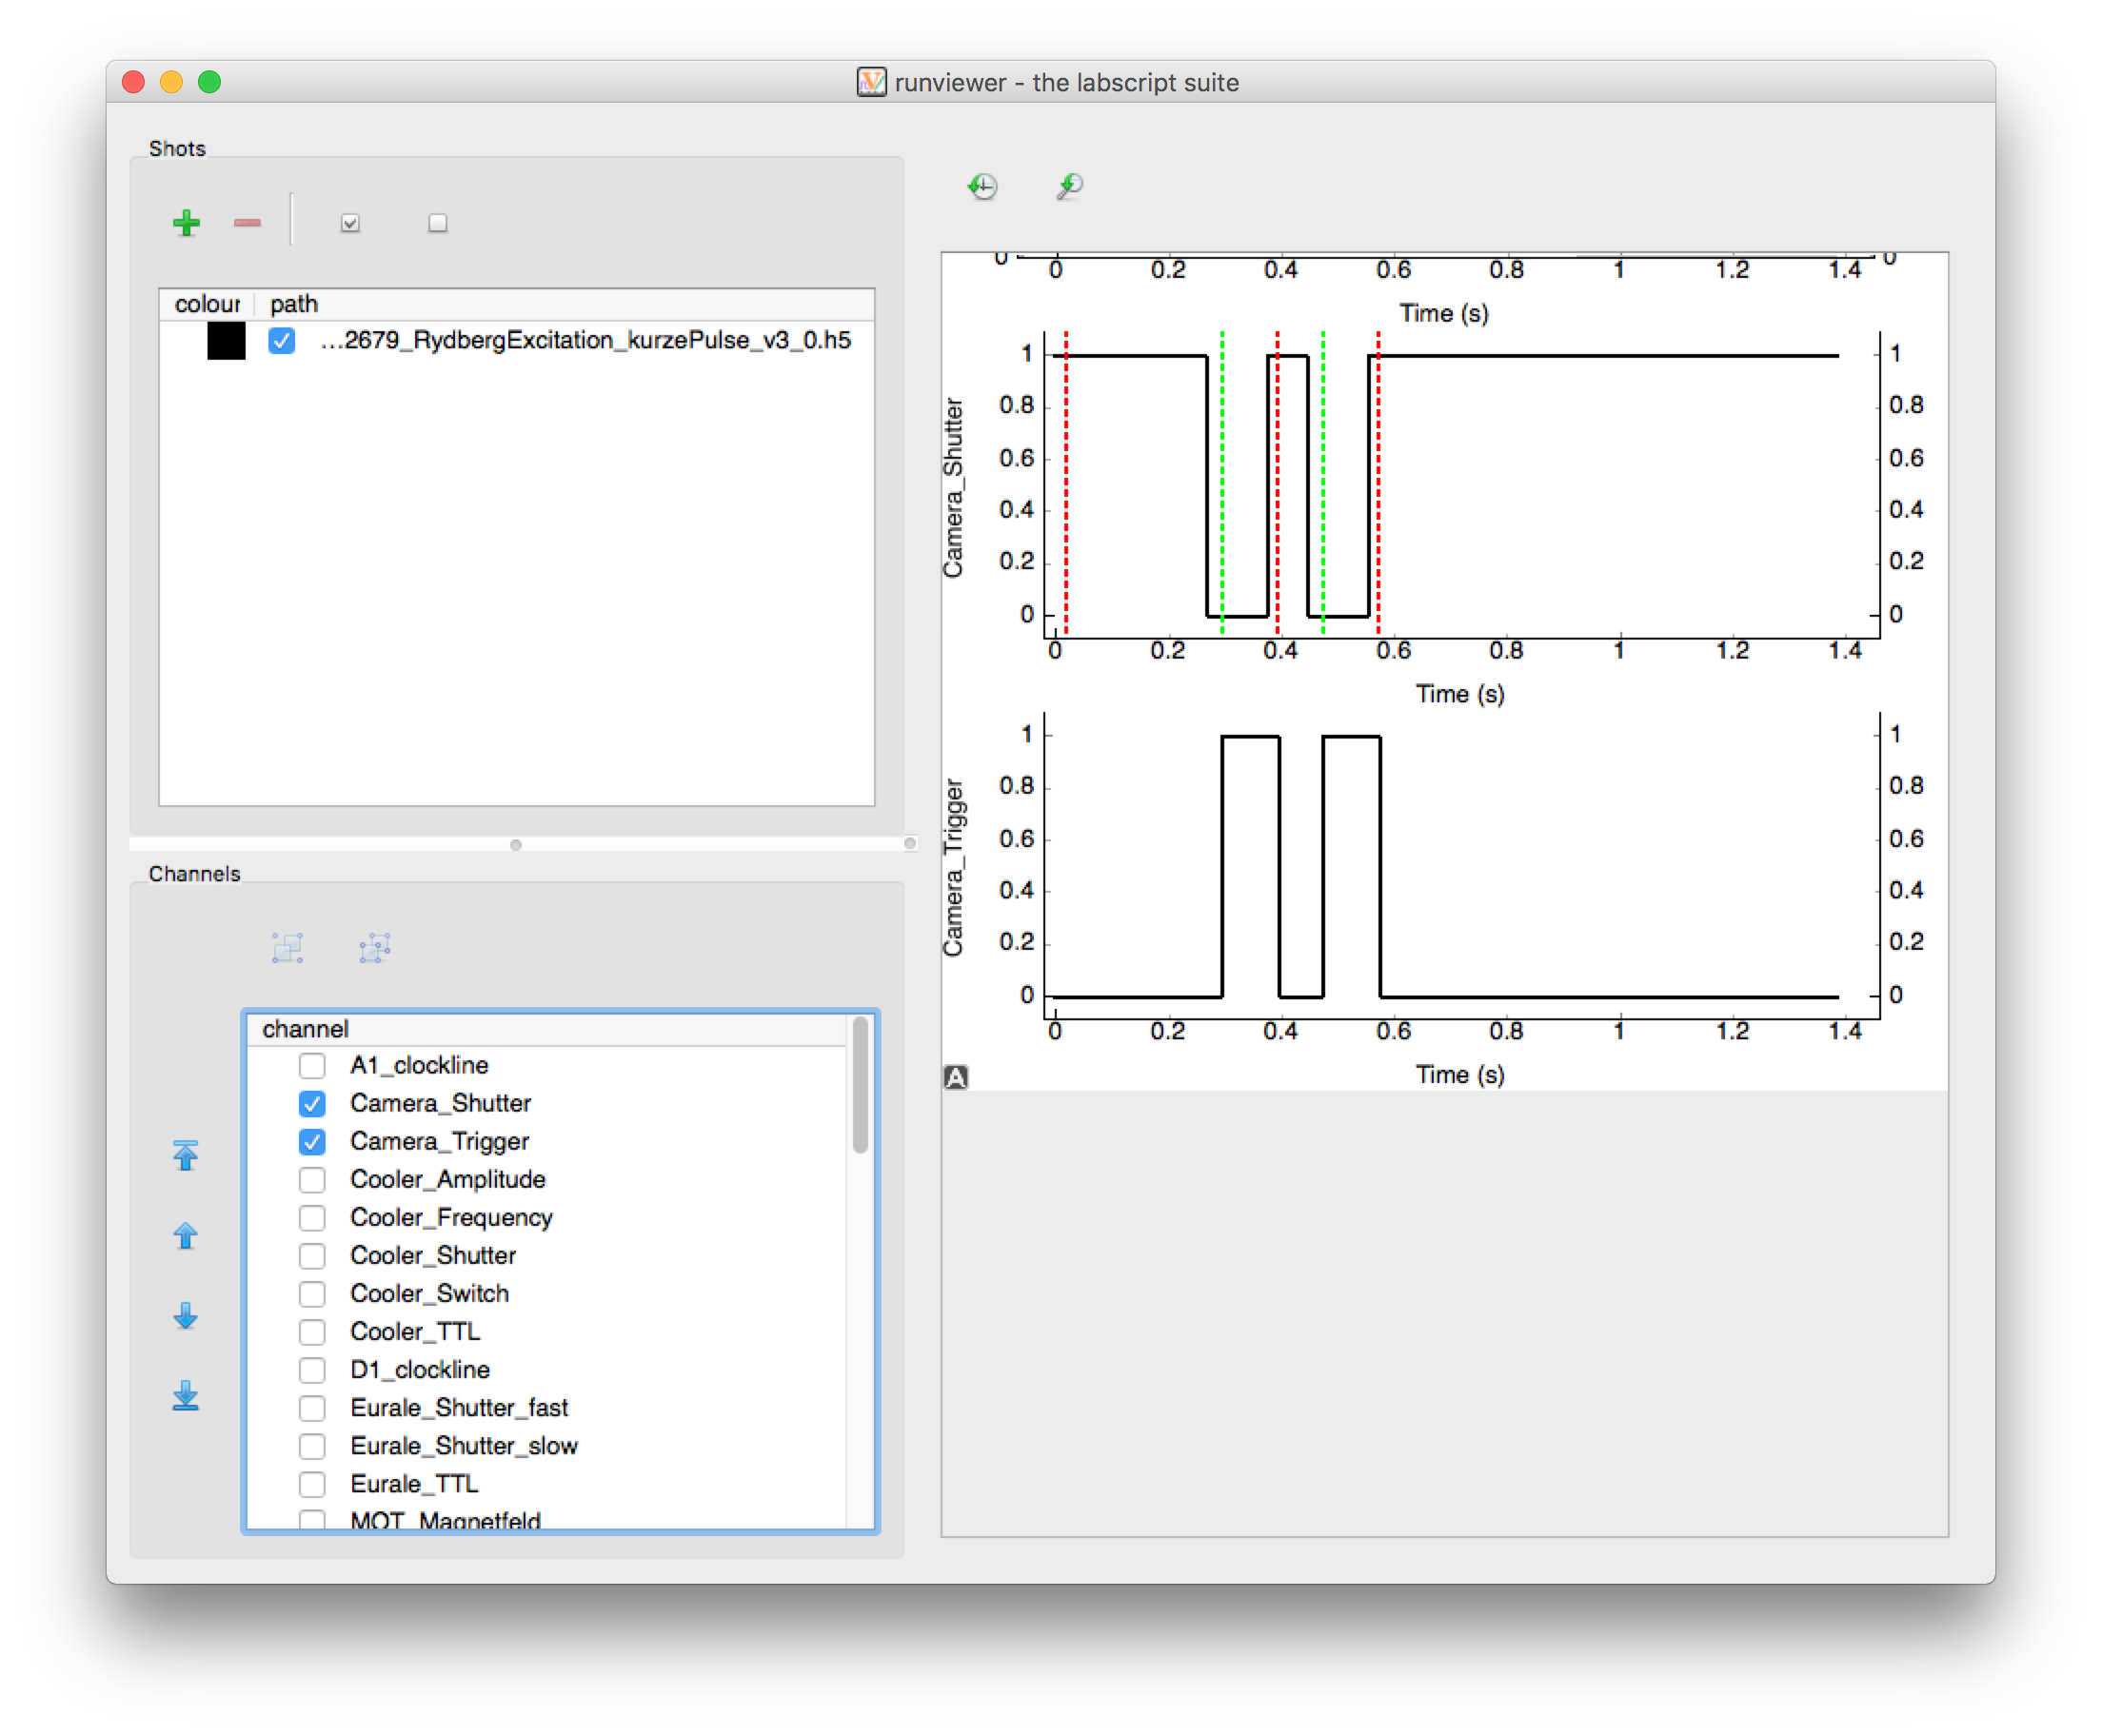 runviewer - the labscript suite
Shots
colour path
...2679_RydbergExcitation_kurzePulse_v3_0.h5
Channels
channel
A1_clockline
Camera_Shutter
Camera_Trigger
Cooler_Amplitude
Cooler_Frequency
Cooler_Shutter
Cooler_Switch
Cooler_TTL
D1_clockline
Eurale_Shutter_fast
Eurale_Shutter_slow
Eurale_TTL
MOT_Magnetfeld
0 0
0 0.2 0.4 0.6 0.8 1 1.2 1.4
Time (s)
Camera_Shutter
1 1
0.8 0.8
0.6 0.6
0.4 0.4
0.2 0.2
0 0
0 0.2 0.4 0.6 0.8 1 1.2 1.4
Time (s)
Camera_Trigger
1 1
0.8 0.8
0.6 0.6
0.4 0.4
0.2 0.2
0 0
0 0.2 0.4 0.6 0.8 1 1.2 1.4
A Time (s)